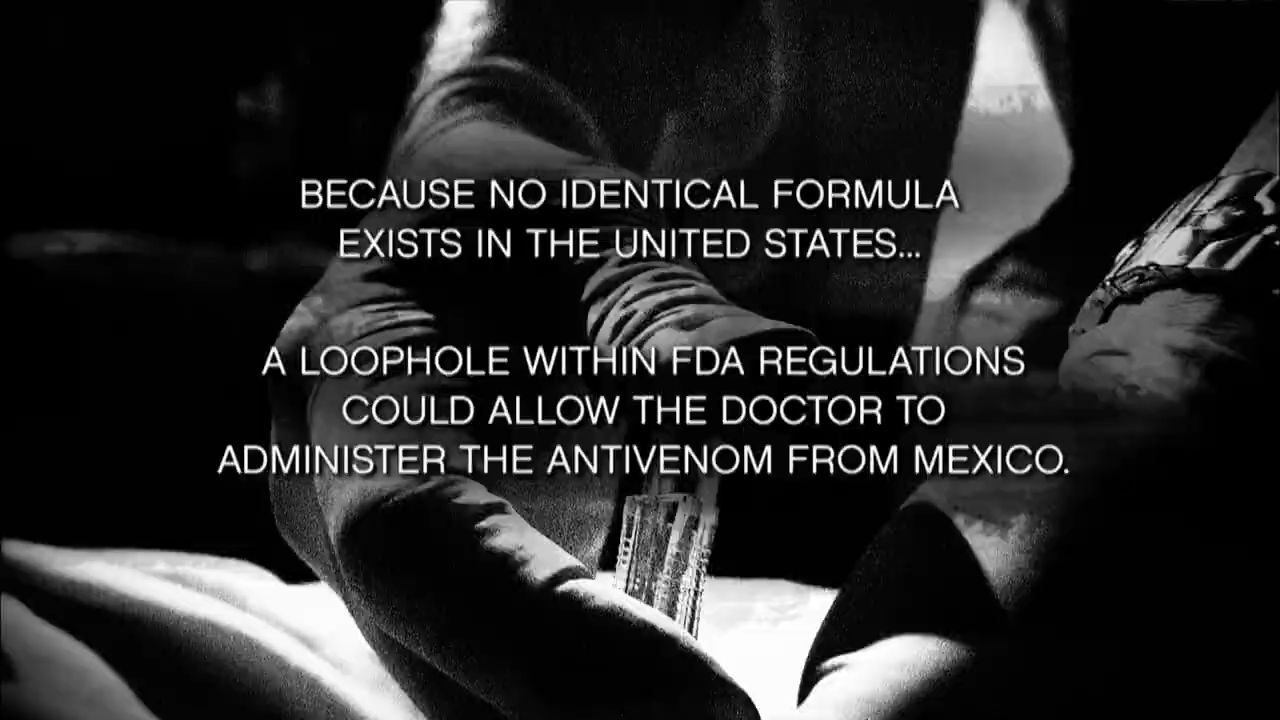 BECAUSE NO IDENTICAL FORMULA
EXISTS IN THE UNITED STATES...
A LOOPHOLE WITHIN FDA REGULATIONS
COULD ALLOW THE DOCTOR TO
ADMINISTER THE ANTIVENOM FROM MEXICO.